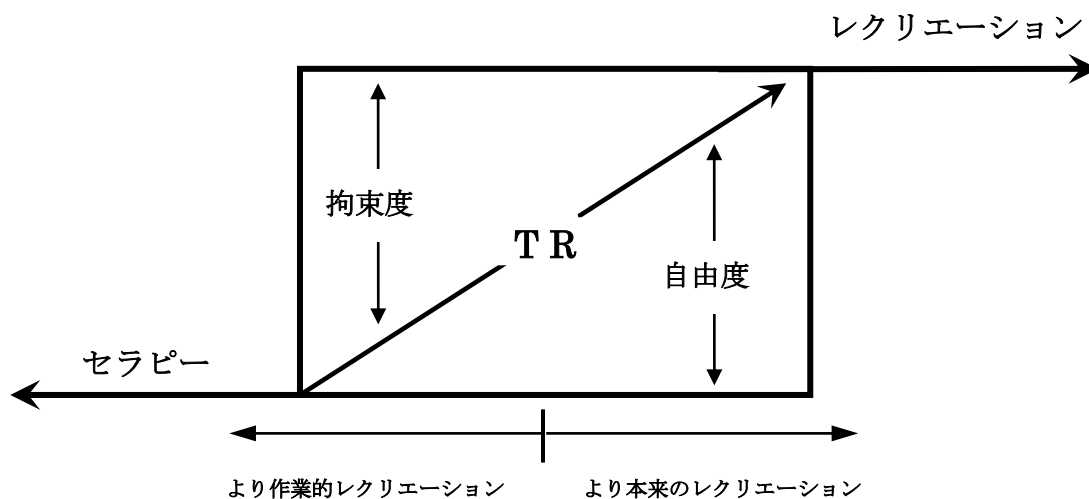 レクリエーション
拘束度
TR
自由度
セラピー
より作業的レクリエーション
より本来のレクリエーション